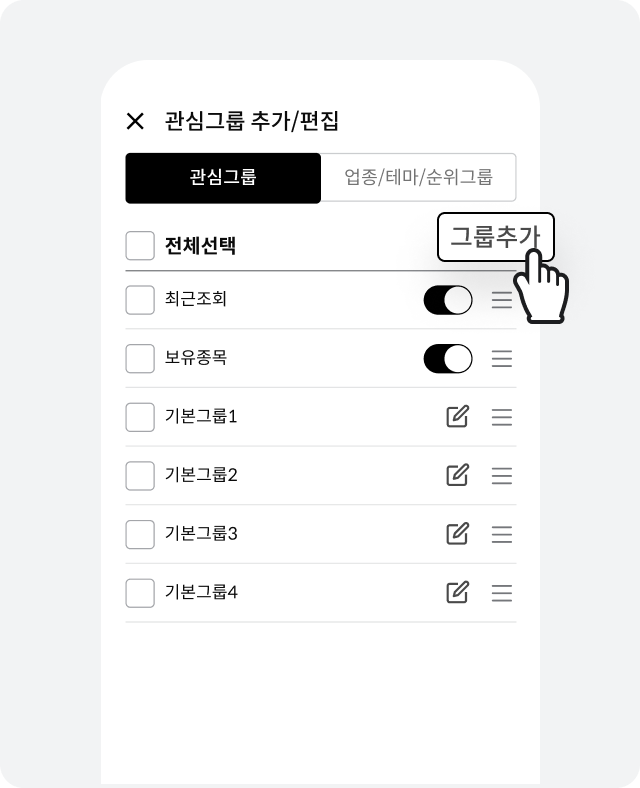 관심그룹 추가/편집
관심그룹 업종/테마/순위그룹
전체선택 그룹추가
최근조회
보유종목
기본그룹1
기본그룹2
기본그룹3
기본그룹4